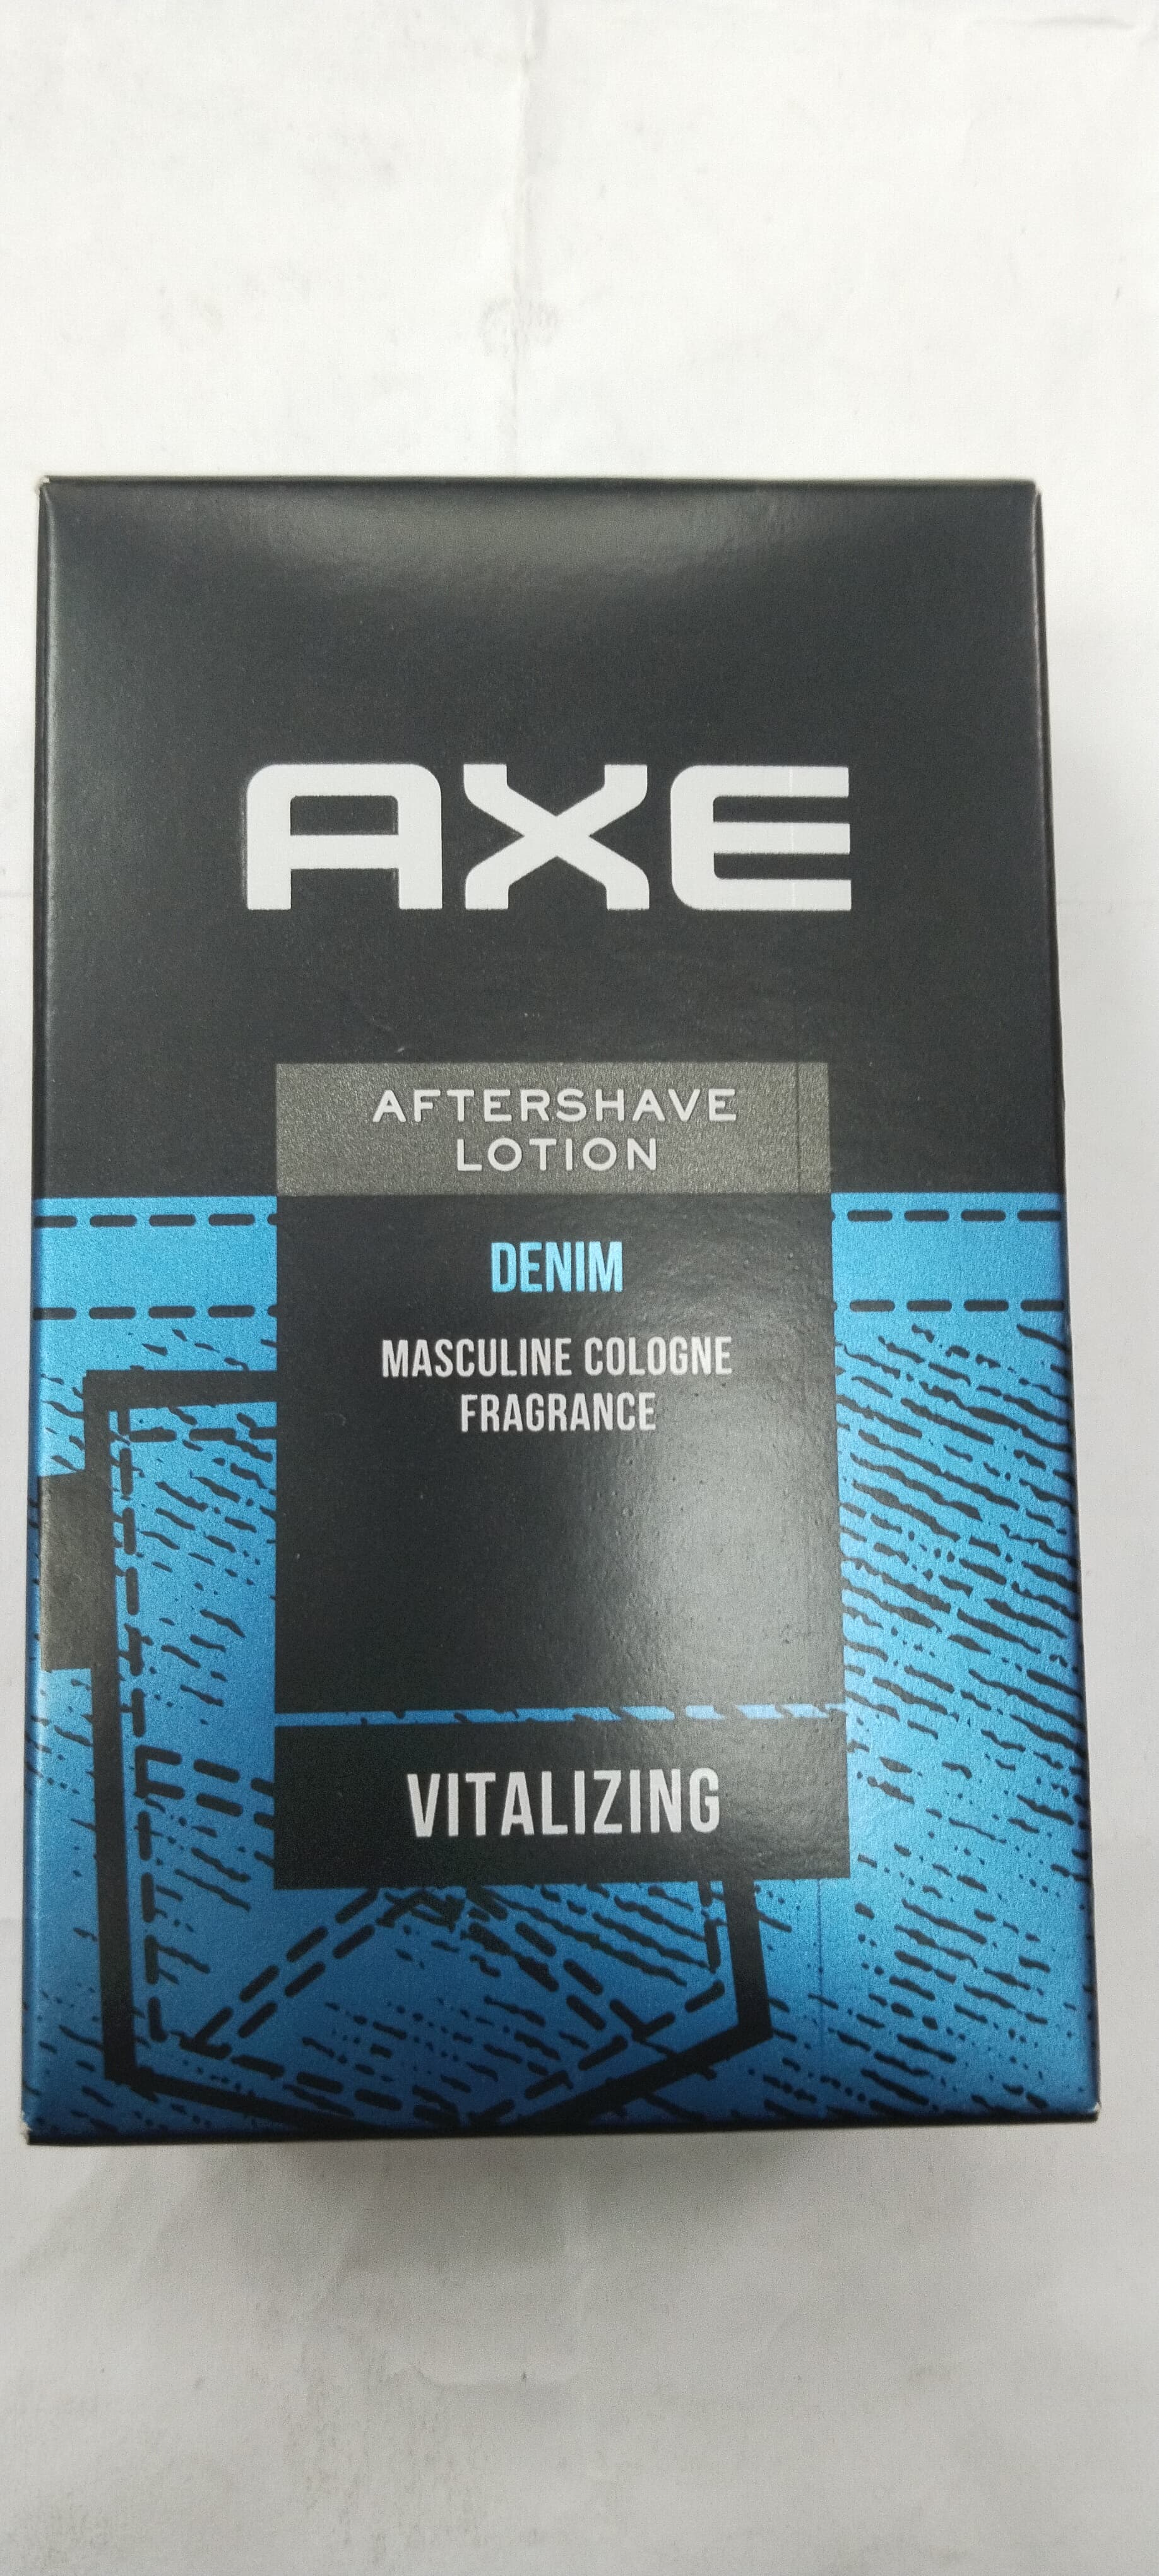 AXE
AFTERSHAVE
LOTION
DENIM
MASCULINE COLOGNE
FRAGRANCE
VITALIZING